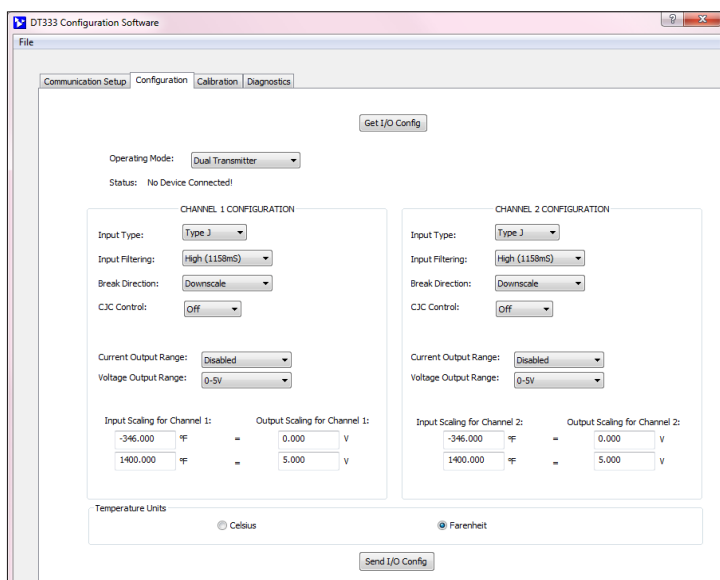 DT333 Configuration Software
File
Communication Setup Configuration Calibration Diagnostics
Get I/O Config
Operating Mode: Dual Transmitter
Status: No Device Connected!
CHANNEL 1 CONFIGURATION
Input Type: Type J
Input Filtering: High (1158mS)
Break Direction: Downscale
CJC Control: Off
Current Output Range: Disabled
Voltage Output Range: 0-5V
Input Scaling for Channel 1: Output Scaling for Channel 1:
-346.000 °F = 0.000 V
1400.000 °F = 5.000 V
CHANNEL 2 CONFIGURATION
Input Type: Type J
Input Filtering: High (1158mS)
Break Direction: Downscale
CJC Control: Off
Current Output Range: Disabled
Voltage Output Range: 0-5V
Input Scaling for Channel 2: Output Scaling for Channel 2:
-346.000 °F = 0.000 V
1400.000 °F = 5.000 V
Temperature Units
Celsius Farenheit
Send I/O Config